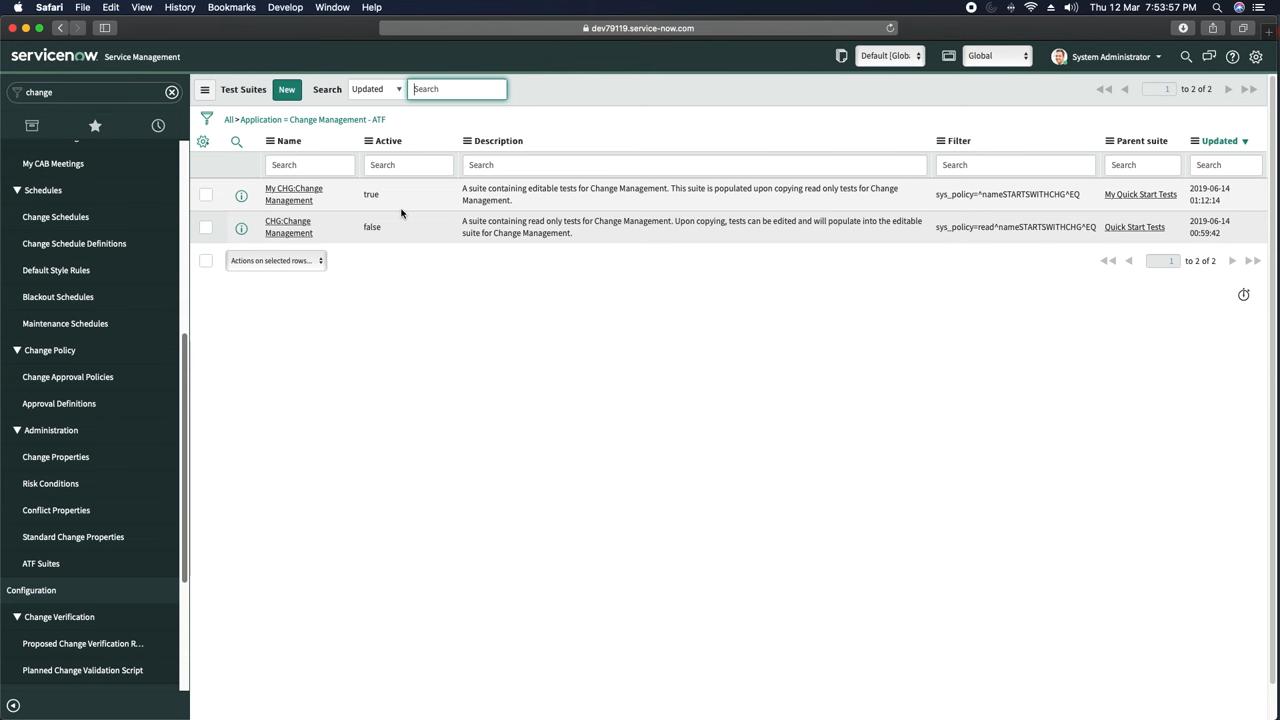 Safari File Edit View History Bookmarks Develop Window Help
Thu 12 Mar 7:53:57 PM
dev79119.service-now.com
servicenow Service Management
Default [Globa
Global
System Administrator
change
Test Suites New Search Updated Search
1 to 2 of 2
All > Application = Change Management - ATF
Name Active Description Filter Parent suite Updated
Search Search Search Search Search Search
My CHG:Change Management
true
A suite containing editable tests for Change Management. This suite is populated upon copying read only tests for Change
Management.
sys_policy=^nameSTARTSWITHCHG^EQ
My Quick Start Tests
2019-06-14
01:12:14
CHG:Change
Management
false
A suite containing read only tests for Change Management. Upon copying, tests can be edited and will populate into the editable
suite for Change Management.
sys_policy=read^nameSTARTSWITHCHG^EQ
Quick Start Tests
2019-06-14
00:59:42
Actions on selected rows...
1 to 2 of 2
My CAB Meetings
Schedules
Change Schedules
Change Schedule Definitions
Default Style Rules
Blackout Schedules
Maintenance Schedules
Change Policy
Change Approval Policies
Approval Definitions
Administration
Change Properties
Risk Conditions
Conflict Properties
Standard Change Properties
ATF Suites
Configuration
Change Verification
Proposed Change Verification R...
Planned Change Validation Script